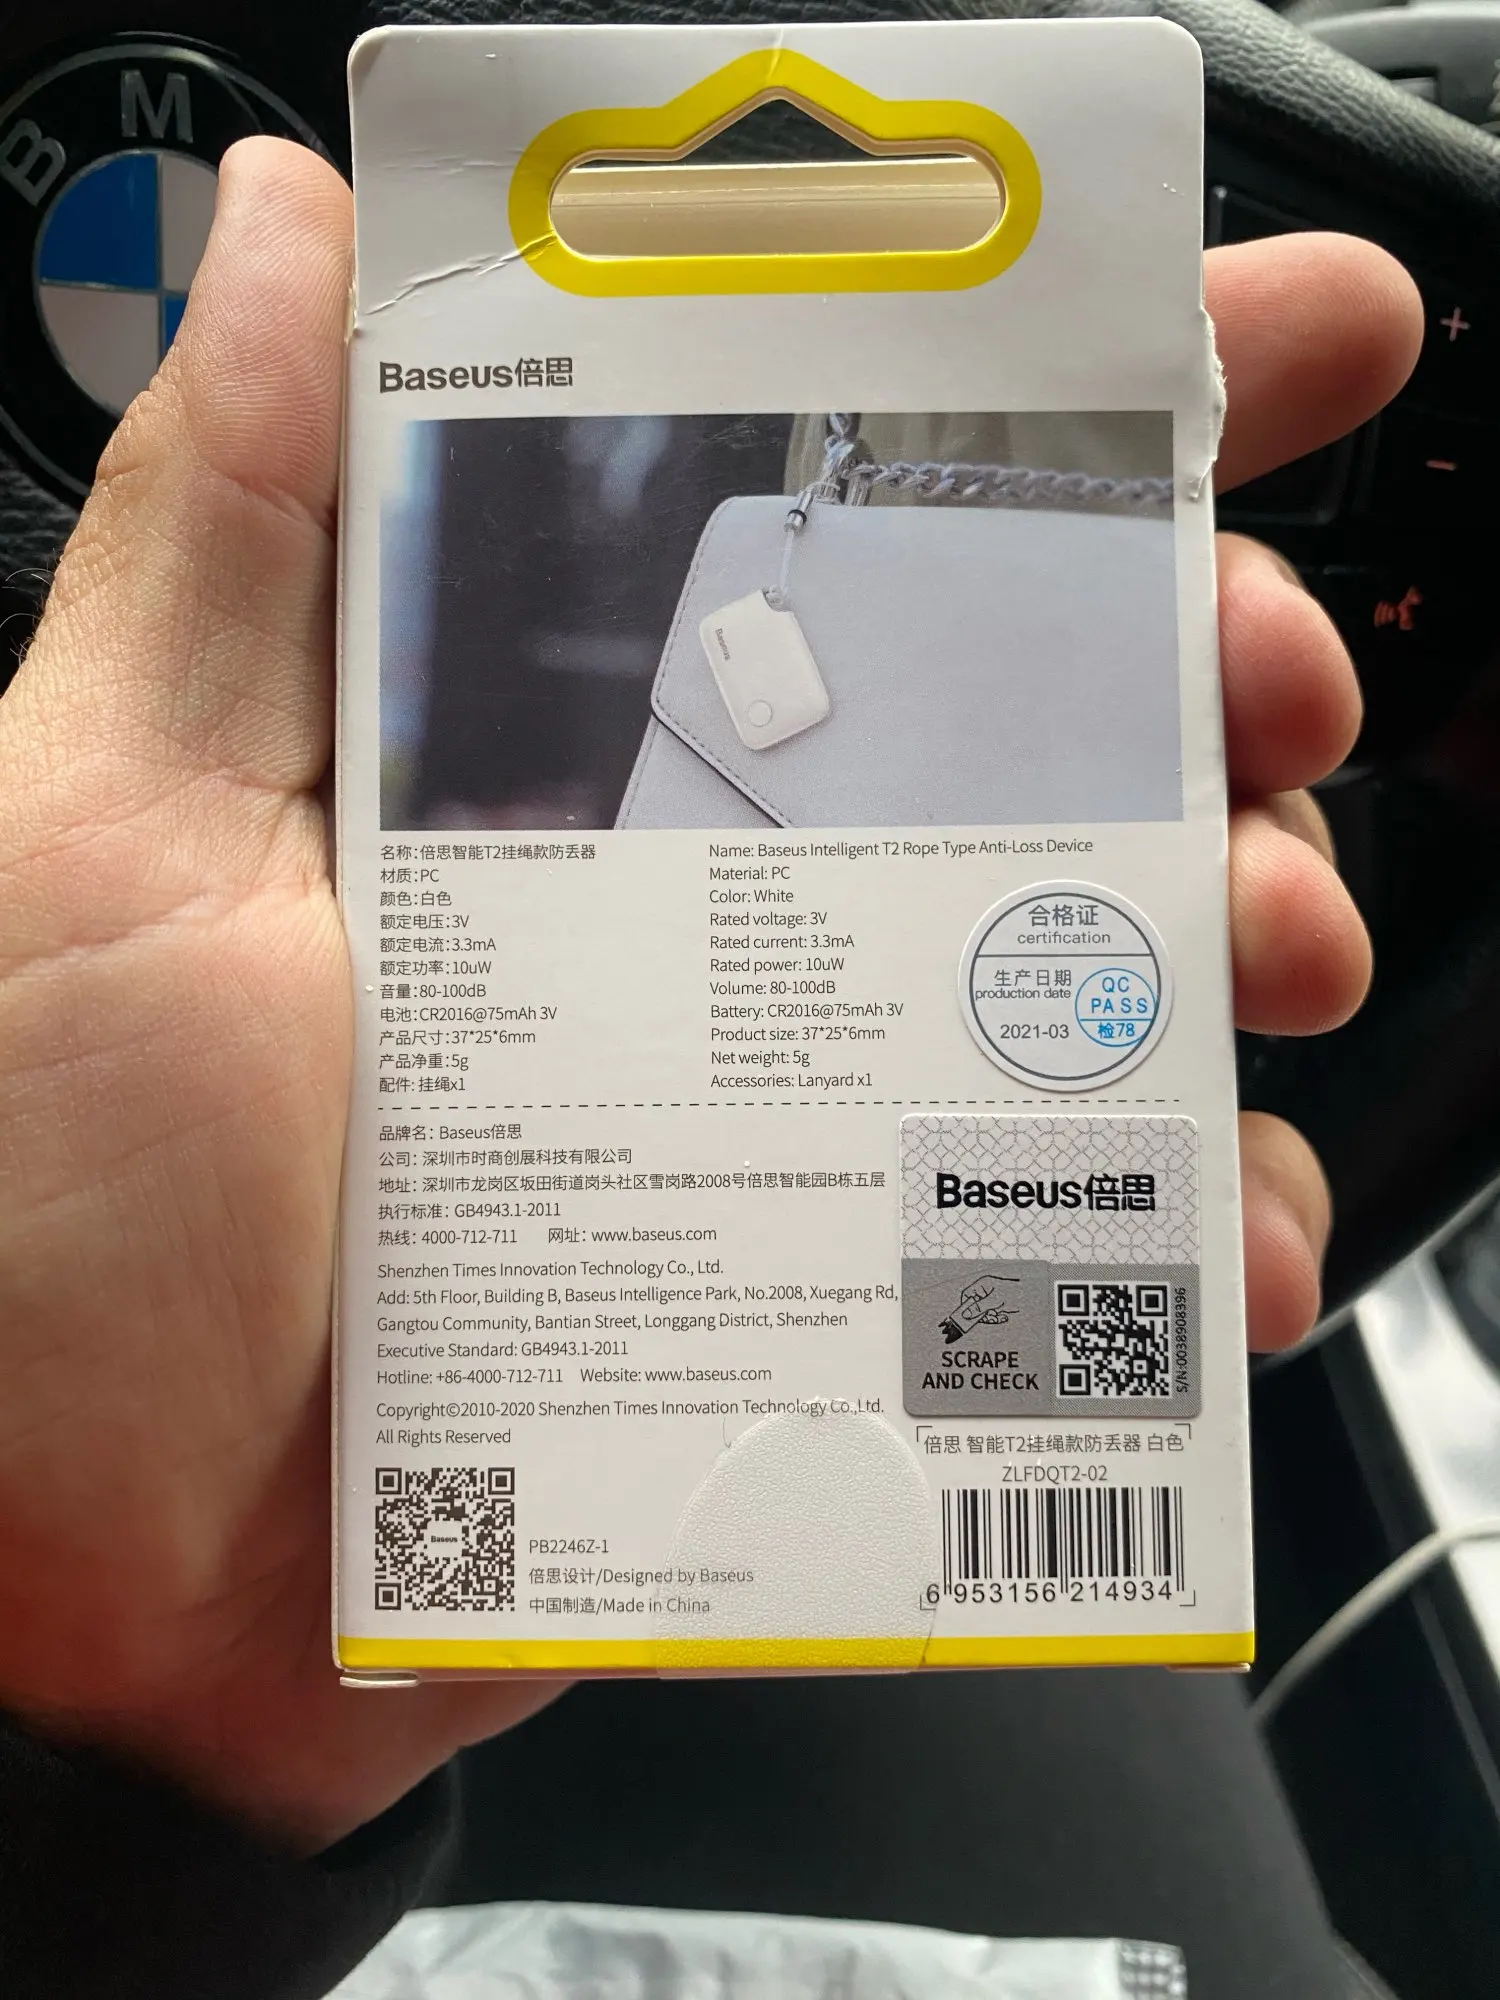 B M
Baseus倍思
Baseus
名称:倍思智能T2挂绳款防丢器
材质:PC
颜色:白色
额定电压:3V
额定电流:3.3mA
额定功率:10uW
音量:80-100dB
电池:CR2016@75mAh 3V
产品尺寸:37*25*6mm
产品净重:5g
配件: 挂绳x1
Name: Baseus Intelligent T2 Rope Type Anti-Loss Device
Material: PC
Color: White
Rated voltage: 3V
Rated current: 3.3mA
Rated power: 10uW
Volume: 80-100dB
Battery: CR2016@75mAh 3V
Product size: 37*25*6mm
Net weight: 5g
Accessories: Lanyard x1
合格证
certification
生产日期
production date
2021-03
QC
PASS
检78
品牌名: Baseus倍思
公司: 深圳市时商创展科技有限公司
地址: 深圳市龙岗区坂田街道岗头社区雪岗路2008号倍思智能园B栋五层
执行标准: GB4943.1-2011
热线: 4000-712-711 网址: www.baseus.com
Shenzhen Times Innovation Technology Co., Ltd.
Add: 5th Floor, Building B, Baseus Intelligence Park, No.2008, Xuegang Rd,
Gangtou Community, Bantian Street, Longgang District, Shenzhen
Executive Standard: GB4943.1-2011
Hotline: +86-4000-712-711 Website: www.baseus.com
Copyright©2010-2020 Shenzhen Times Innovation Technology Co.,Ltd.
All Rights Reserved
Baseus倍思
SCRAPE
AND CHECK
S/N:0038908396
倍思 智能T2挂绳款防丢器 白色
ZLFDQT2-02
6 953156 214934
Baseus
PB2246Z-1
倍思设计/Designed by Baseus
中国制造/Made in China